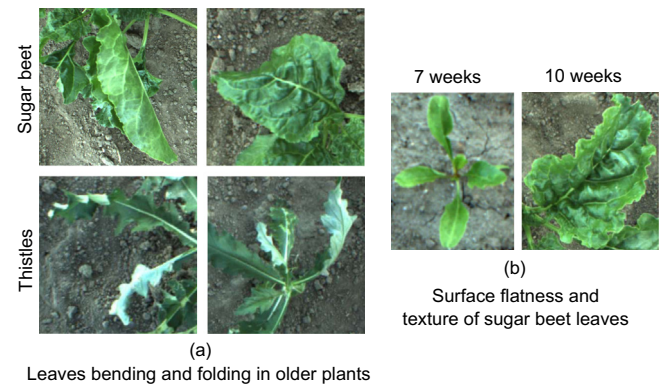 Sugar beet
Thistles
(a)
Leaves bending and folding in older plants
7 weeks
10 weeks
(b)
Surface flatness and
texture of sugar beet leaves